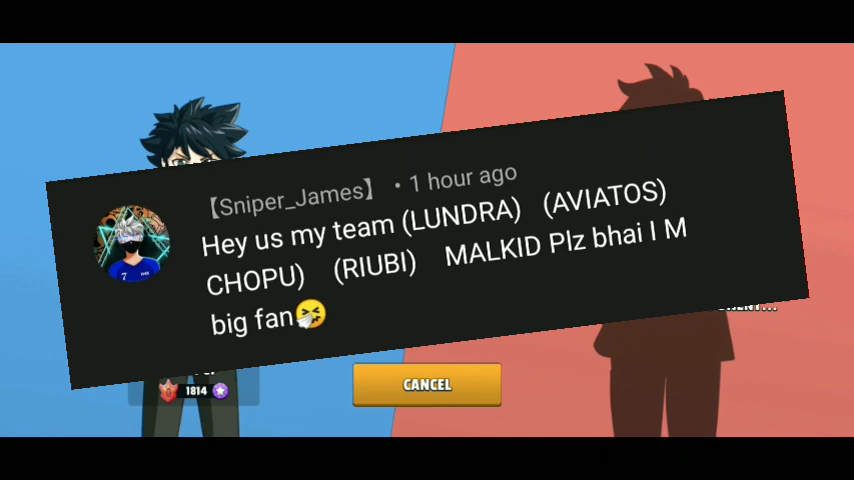 【Sniper_James】 • 1 hour ago
Hey us my team (LUNDRA) (AVIATOS)
CHOPU) (RIUBI) MALKID Plz bhai I M
big fan🤧
1814
CANCEL